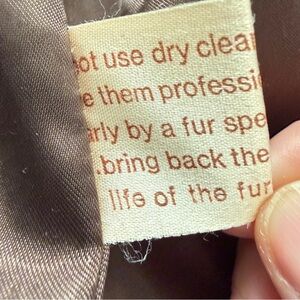 ot use dry clea
e them professi
arly by a fur spe
.bring back the
life of the fur